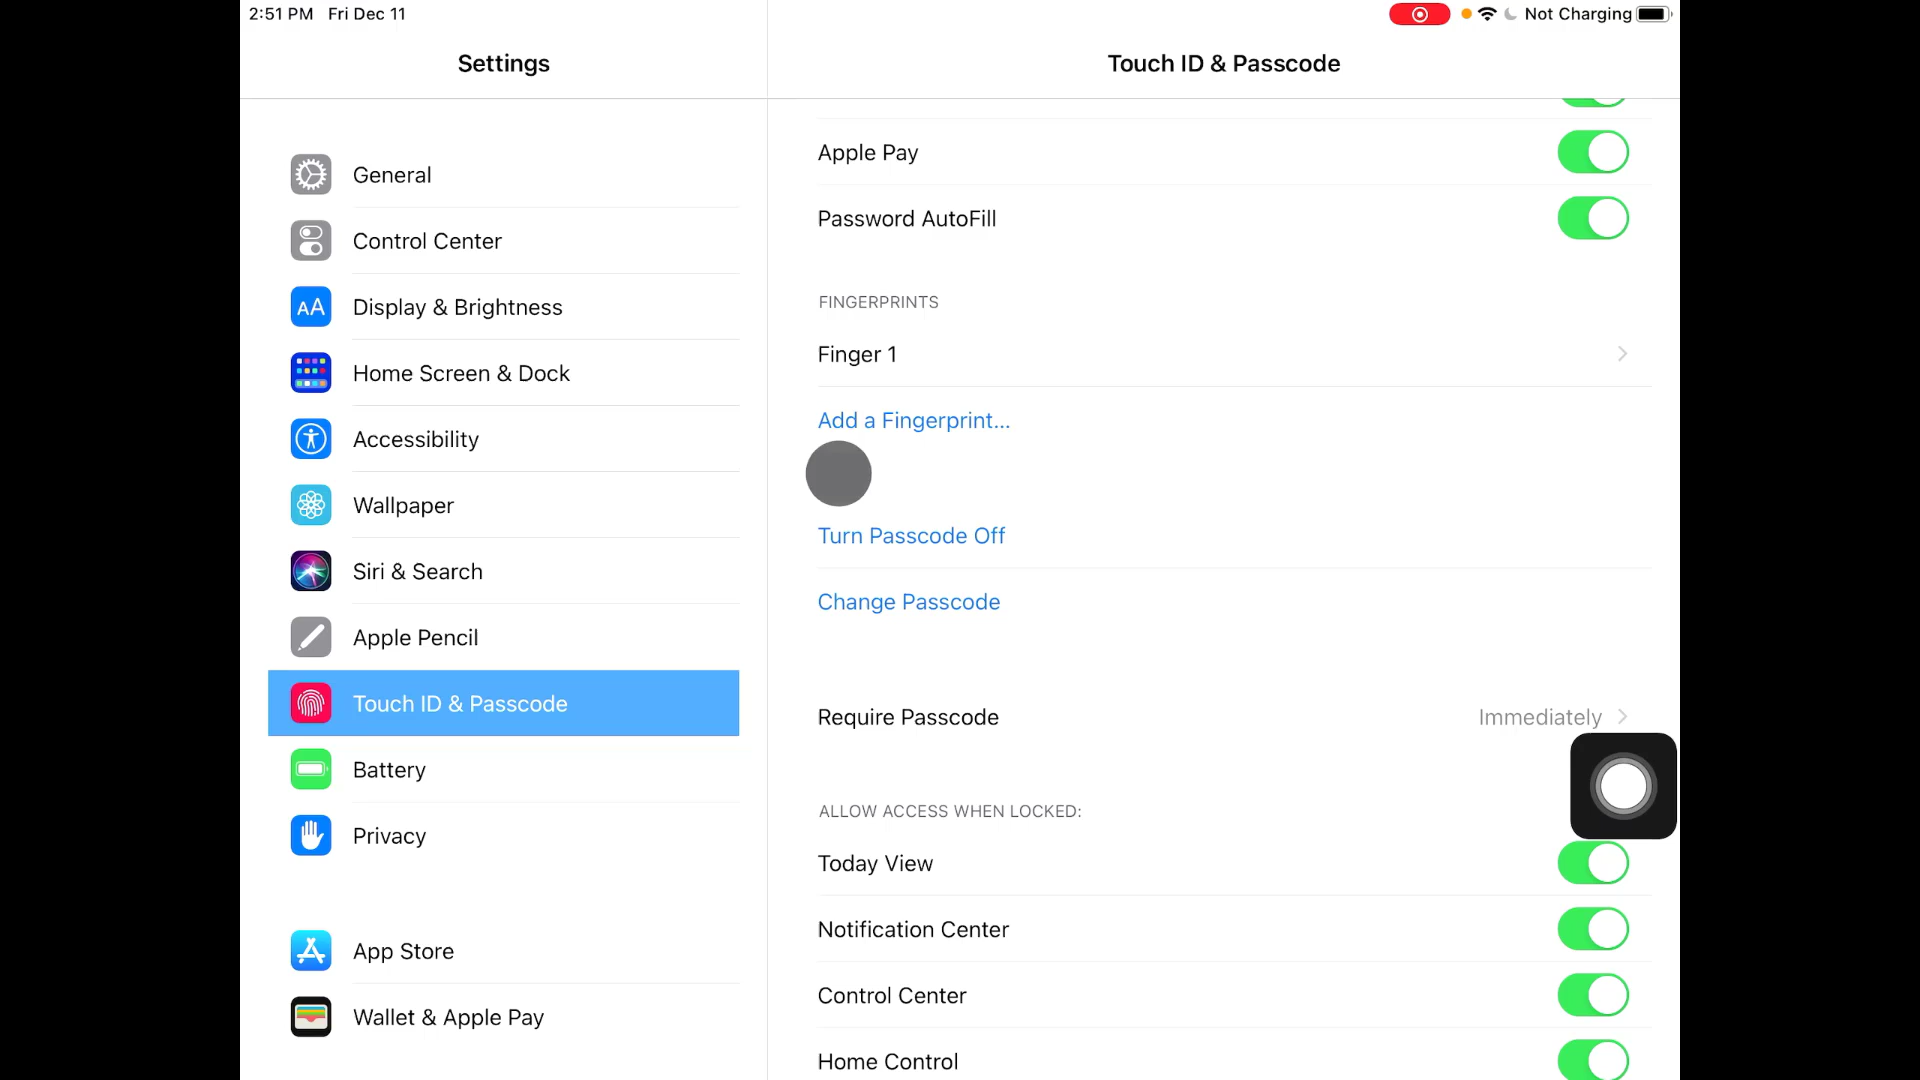 2:51 PM Fri Dec 11
Not Charging
Settings
Touch ID & Passcode
General
Control Center
AA
Display & Brightness
Home Screen & Dock
Accessibility
Wallpaper
Siri & Search
Apple Pencil
Touch ID & Passcode
Battery
Privacy
App Store
Wallet & Apple Pay
Apple Pay
Password AutoFill
FINGERPRINTS
Finger 1
Add a Fingerprint...
Turn Passcode Off
Change Passcode
Require Passcode Immediately
ALLOW ACCESS WHEN LOCKED:
Today View
Notification Center
Control Center
Home Control